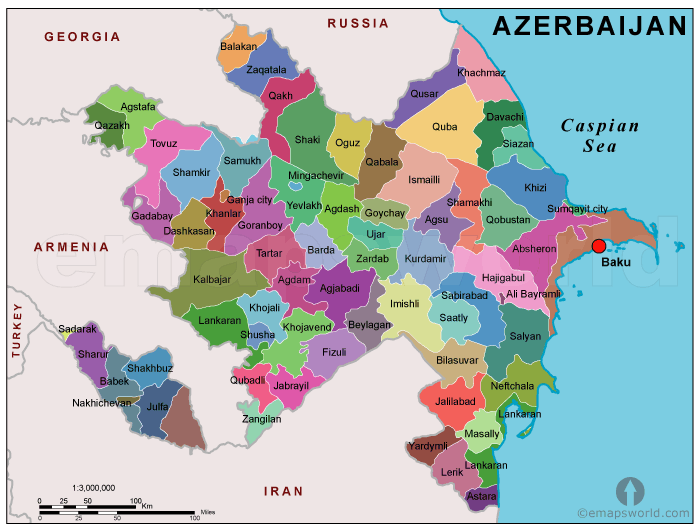 AZERBAIJAN
RUSSIA
GEORGIA
Balakan
Zaqatala
Khachmaz
Qakh
Qusar
Agstafa
Qazakh
Davachi
Caspian
Sea
Quba
Tovuz
Shaki
Oguz
Siazan
Samukh
Qabala
Shamkir
Mingachevir
Ismailli
Khizi
Ganja city
Yevlakh
Agdash
Shamakhi
Sumqayit city
Gadabay
Khanlar
Goychay
Agsu
Qobustan
Dashkasan
Goranboy
Ujar
ARMENIA
Absheron
Tartar
Barda
Zardab
Kurdamir
Baku
emapsworld
Kalbajar
Agdam
Agjabadi
Hajigabul
Sabirabad
Ali Bayramli
Khojali
Imishli
Saatly
Lankaran
Khojavend
Beylagan
TURKEY
Sadarak
Shusha
Salyan
Sharur
Fizuli
Bilasuvar
Shakhbuz
Babek
Qubadli
Jabrayil
Neftchala
Nakhichevan
Julfa
Jalilabad
Lankaran
Zangilan
Masally
Yardymli
Lerik
Lankaran
Astara
IRAN
1:3,000,000
0 25 50 100
Km
0 25 50 100
Miles
©emapsworld.com